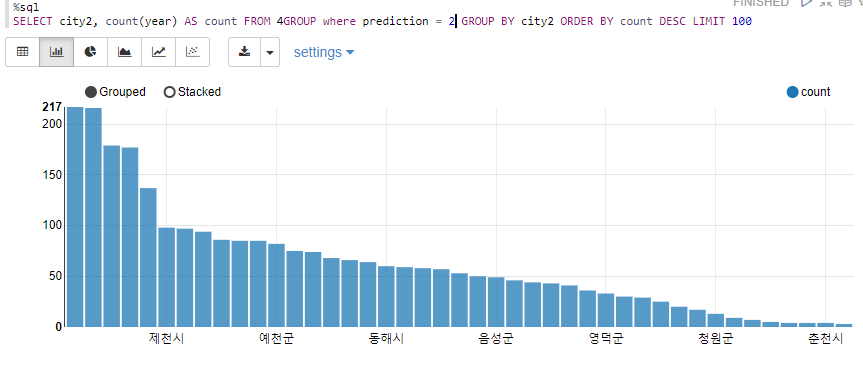 %sql
FINISHED
SELECT city2, count(year) AS count FROM 4GROUP where prediction = 2 GROUP BY city2 ORDER BY count DESC LIMIT 100
settings
Grouped Stacked count
217
200
150
100
50
0
제천시 예천군 동해시 음성군 영덕군 청원군 춘천시